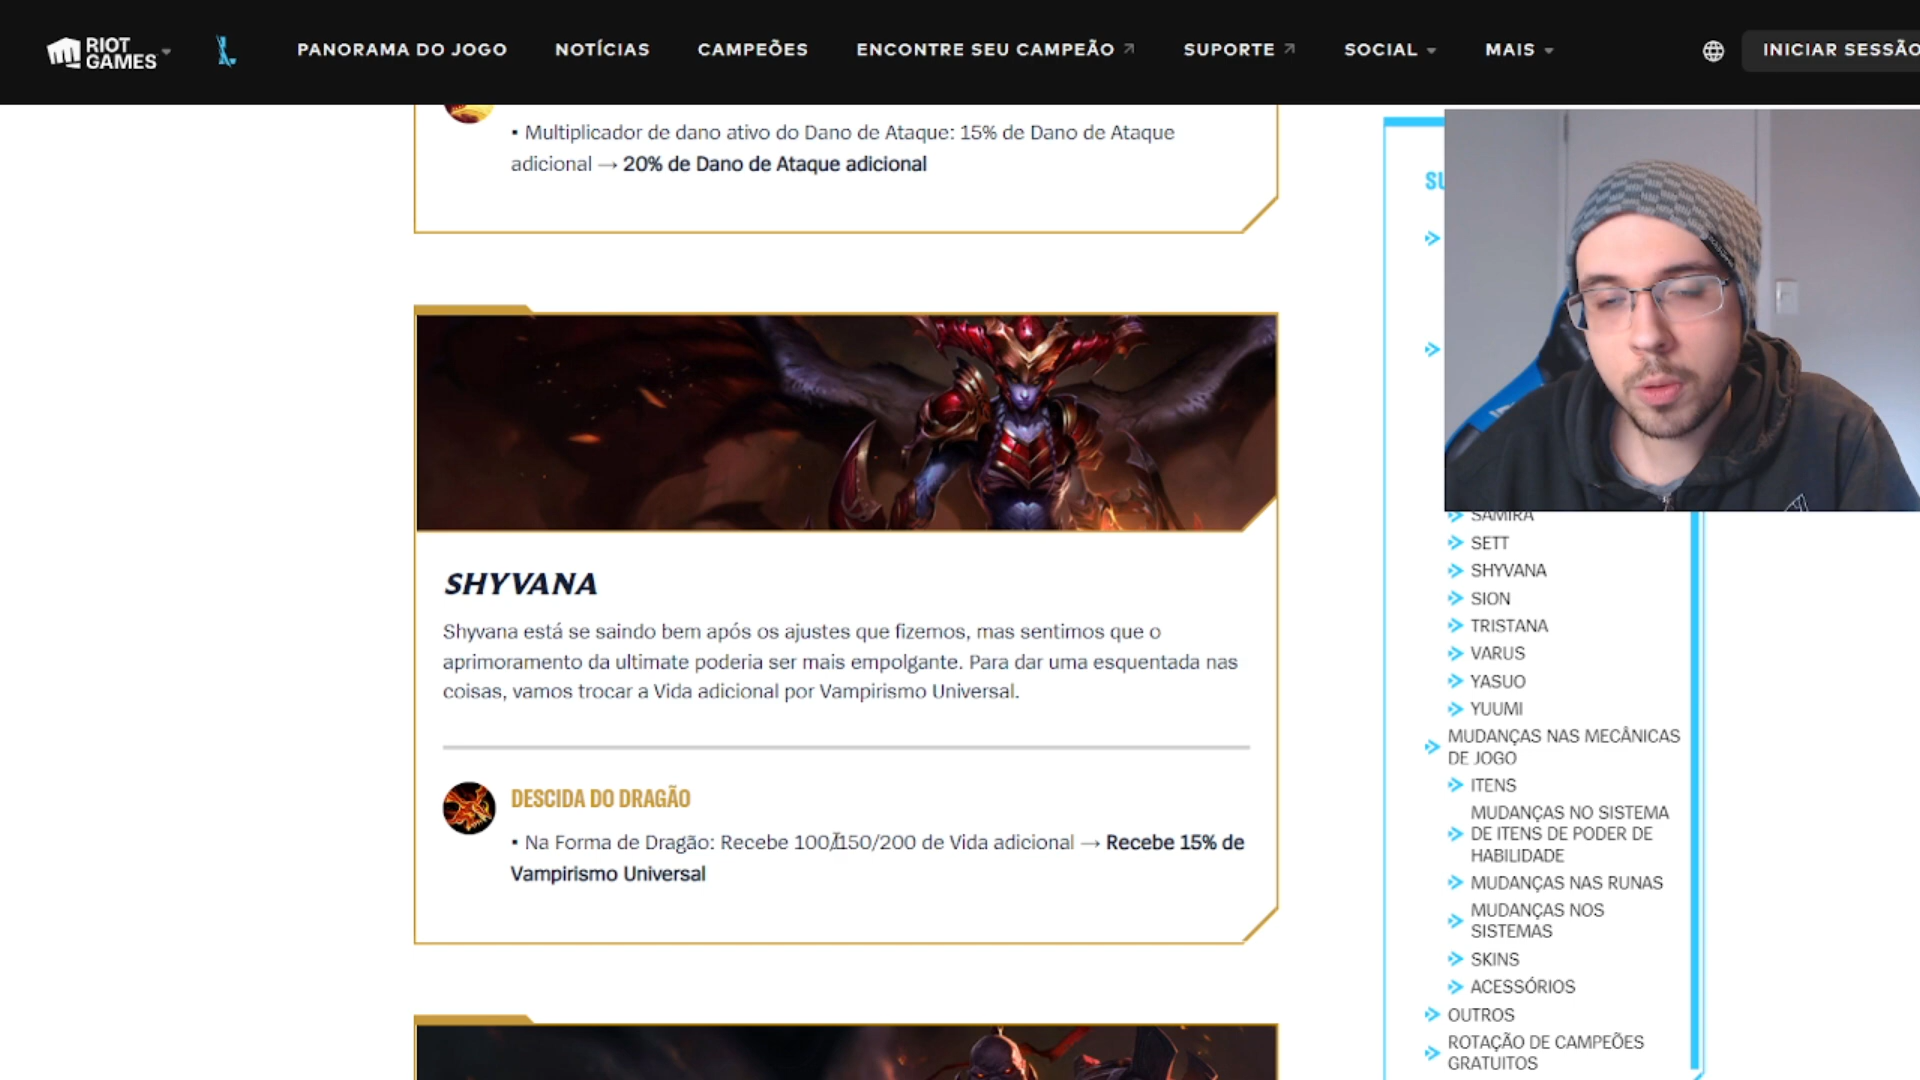 RIOT GAMES
PANORAMA DO JOGO
NOTÍCIAS
CAMPEÕES
ENCONTRE SEU CAMPEÃO
SUPORTE
SOCIAL
MAIS
INICIAR SESSÃO
• Multiplicador de dano ativo do Dano de Ataque: 15% de Dano de Ataque
adicional → 20% de Dano de Ataque adicional
SHYVANA
Shyvana está se saindo bem após os ajustes que fizemos, mas sentimos que o
aprimoramento da ultimate poderia ser mais empolgante. Para dar uma esquentada nas
coisas, vamos trocar a Vida adicional por Vampirismo Universal.
DESCIDA DO DRAGÃO
• Na Forma de Dragão: Recebe 100/150/200 de Vida adicional → Recebe 15% de
Vampirismo Universal
SAMIRA
SETT
SHYVANA
SION
TRISTANA
VARUS
YASUO
YUUMI
MUDANÇAS NAS MECÂNICAS
DE JOGO
ITENS
MUDANÇAS NO SISTEMA
DE ITENS DE PODER DE
HABILIDADE
MUDANÇAS NAS RUNAS
MUDANÇAS NOS
SISTEMAS
SKINS
ACESSÓRIOS
OUTROS
ROTAÇÃO DE CAMPEÕES
GRATUITOS